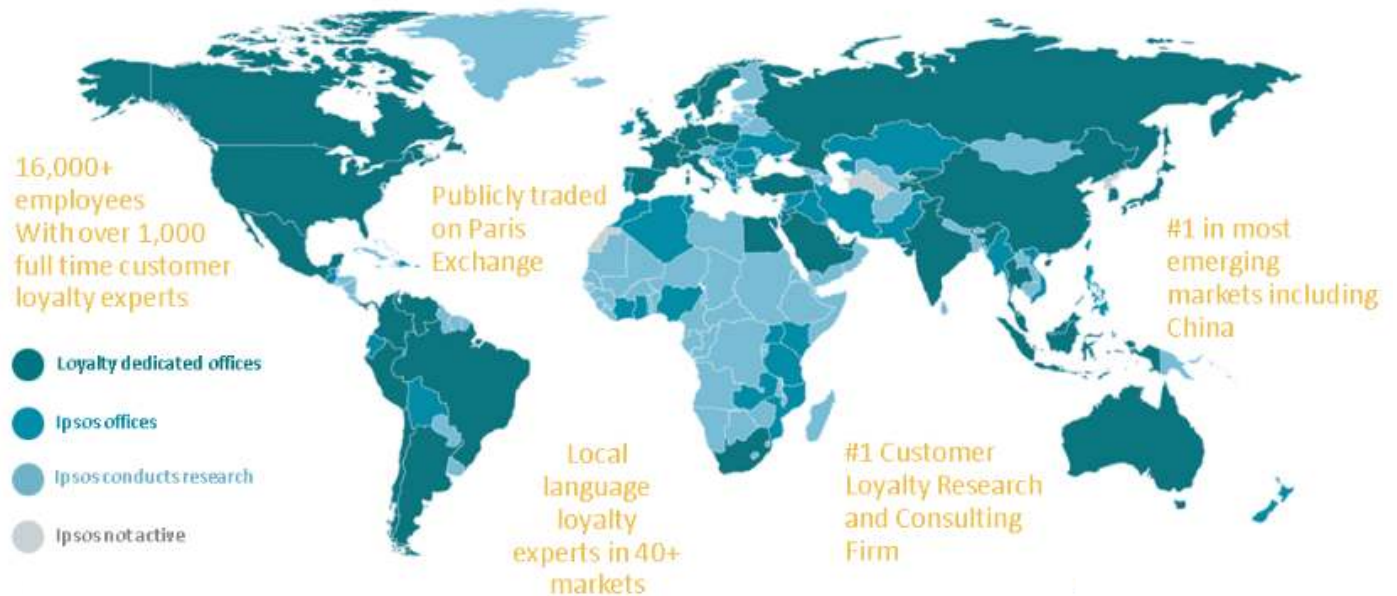 16,000+
employees
With over 1,000
full time customer
loyalty experts
Publicly traded
on Paris
Exchange
#1 in most
emerging
markets including
China
Loyalty dedicated offices
Ipsos offices
Ipsos conducts research
Ipsos not active
Local
language
loyalty
experts in 40+
markets
#1 Customer
Loyalty Research
and Consulting
Firm